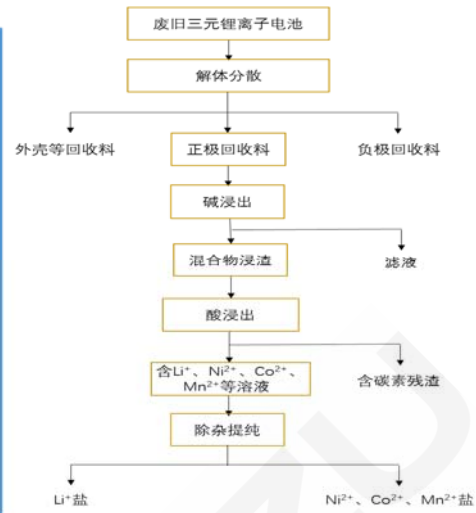 废旧三元锂离子电池
解体分散
外壳等回收料
正极回收料
负极回收料
碱浸出
混合物浸渣
滤液
酸浸出
含Li⁺、Ni²⁺、Co²⁺、
Mn²⁺等溶液
含碳素残渣
除杂提纯
Li⁺盐
Ni²⁺、Co²⁺、Mn²⁺盐